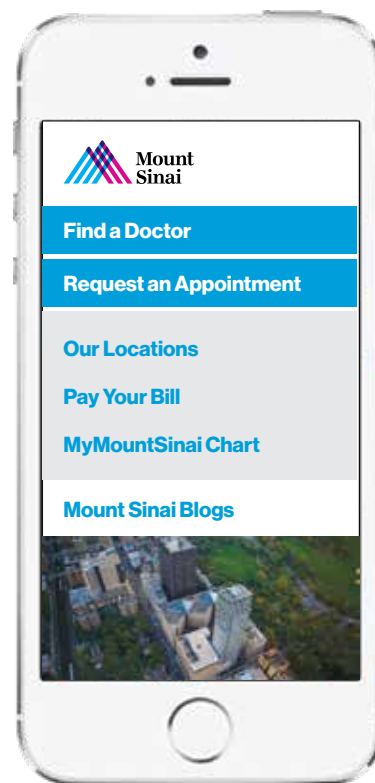 Mount
Sinai
Find a Doctor
Request an Appointment
Our Locations
Pay Your Bill
MyMountSinai Chart
Mount Sinai Blogs